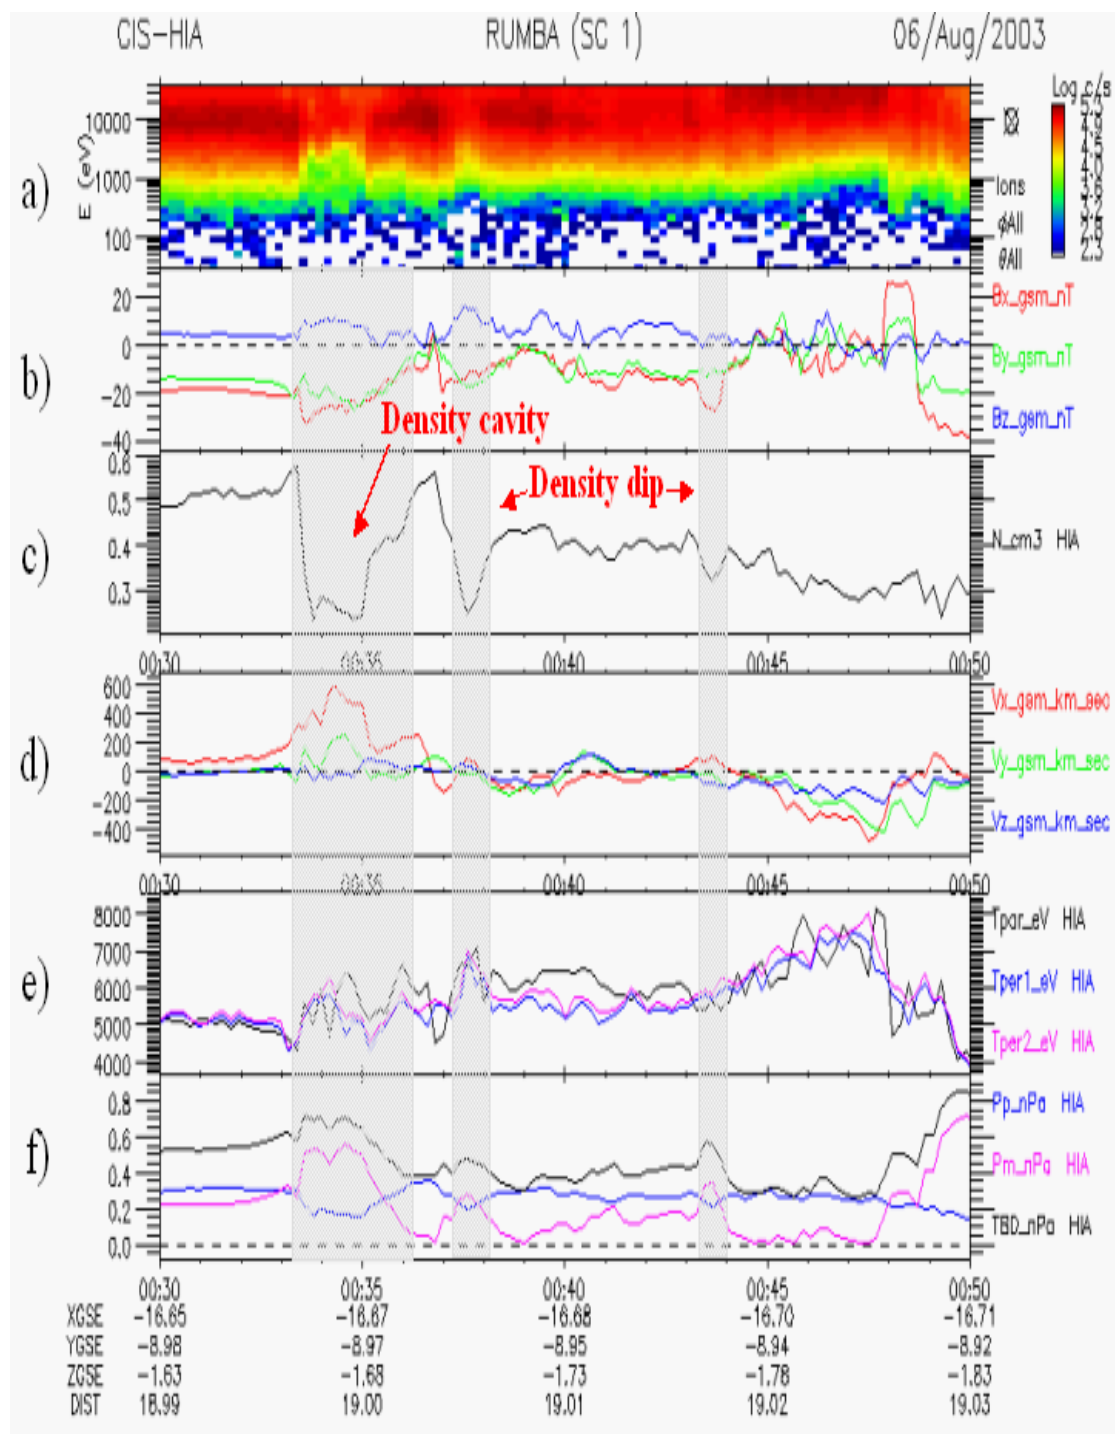 CIS-HIA RUMBA (SC 1) 06/Aug/2003
Log c/s
a)
E (eV)
10000
1000
100
Ions
ϕAll
θAll
b)
20
0
-20
-40
Bx_gsm_nT
By_gsm_nT
Bz_gsm_nT
Density cavity
Density dip
c)
0.6
0.5
0.4
0.3
N_cm3 HIA
00:30 00:35 00:40 00:45 00:50
d)
600
400
200
0
-200
-400
Vx_gsm_km_sec
Vy_gsm_km_sec
Vz_gsm_km_sec
00:30 00:35 00:40 00:45 00:50
e)
8000
7000
6000
5000
4000
Tpar_eV HIA
Tper1_eV HIA
Tper2_eV HIA
f)
0.8
0.6
0.4
0.2
0.0
Pp_nPa HIA
Pm_nPa HIA
TBD_nPa HIA
00:30 00:35 00:40 00:45 00:50
XGSE -16.65 -16.67 -16.68 -16.70 -16.71
YGSE -8.98 -8.97 -8.95 -8.94 -8.92
ZGSE -1.63 -1.68 -1.73 -1.78 -1.83
DIST 18.99 19.00 19.01 19.02 19.03